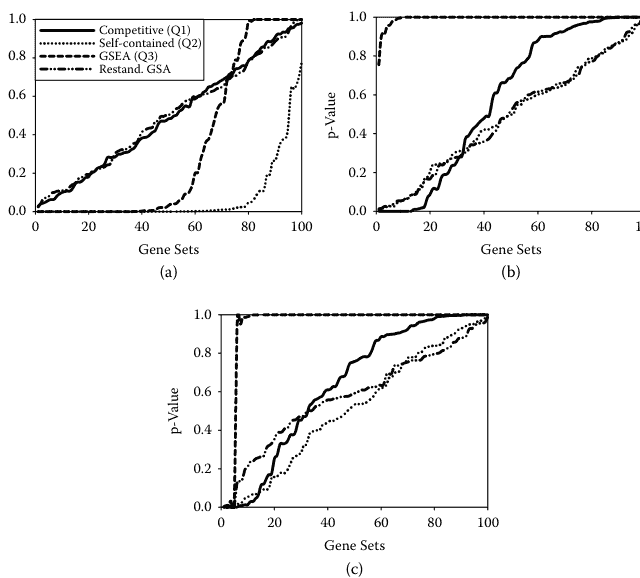 1.0
0.8
0.6
0.4
0.2
0.0
Competitive (Q1)
Self-contained (Q2)
GSEA (Q3)
Restand. GSA
0 20 40 60 80 100
Gene Sets
(a)
p-Value
1.0
0.8
0.6
0.4
0.2
0.0
0 20 40 60 80
Gene Sets
(b)
p-Value
1.0
0.8
0.6
0.4
0.2
0.0
0 20 40 60 80 100
Gene Sets
(c)